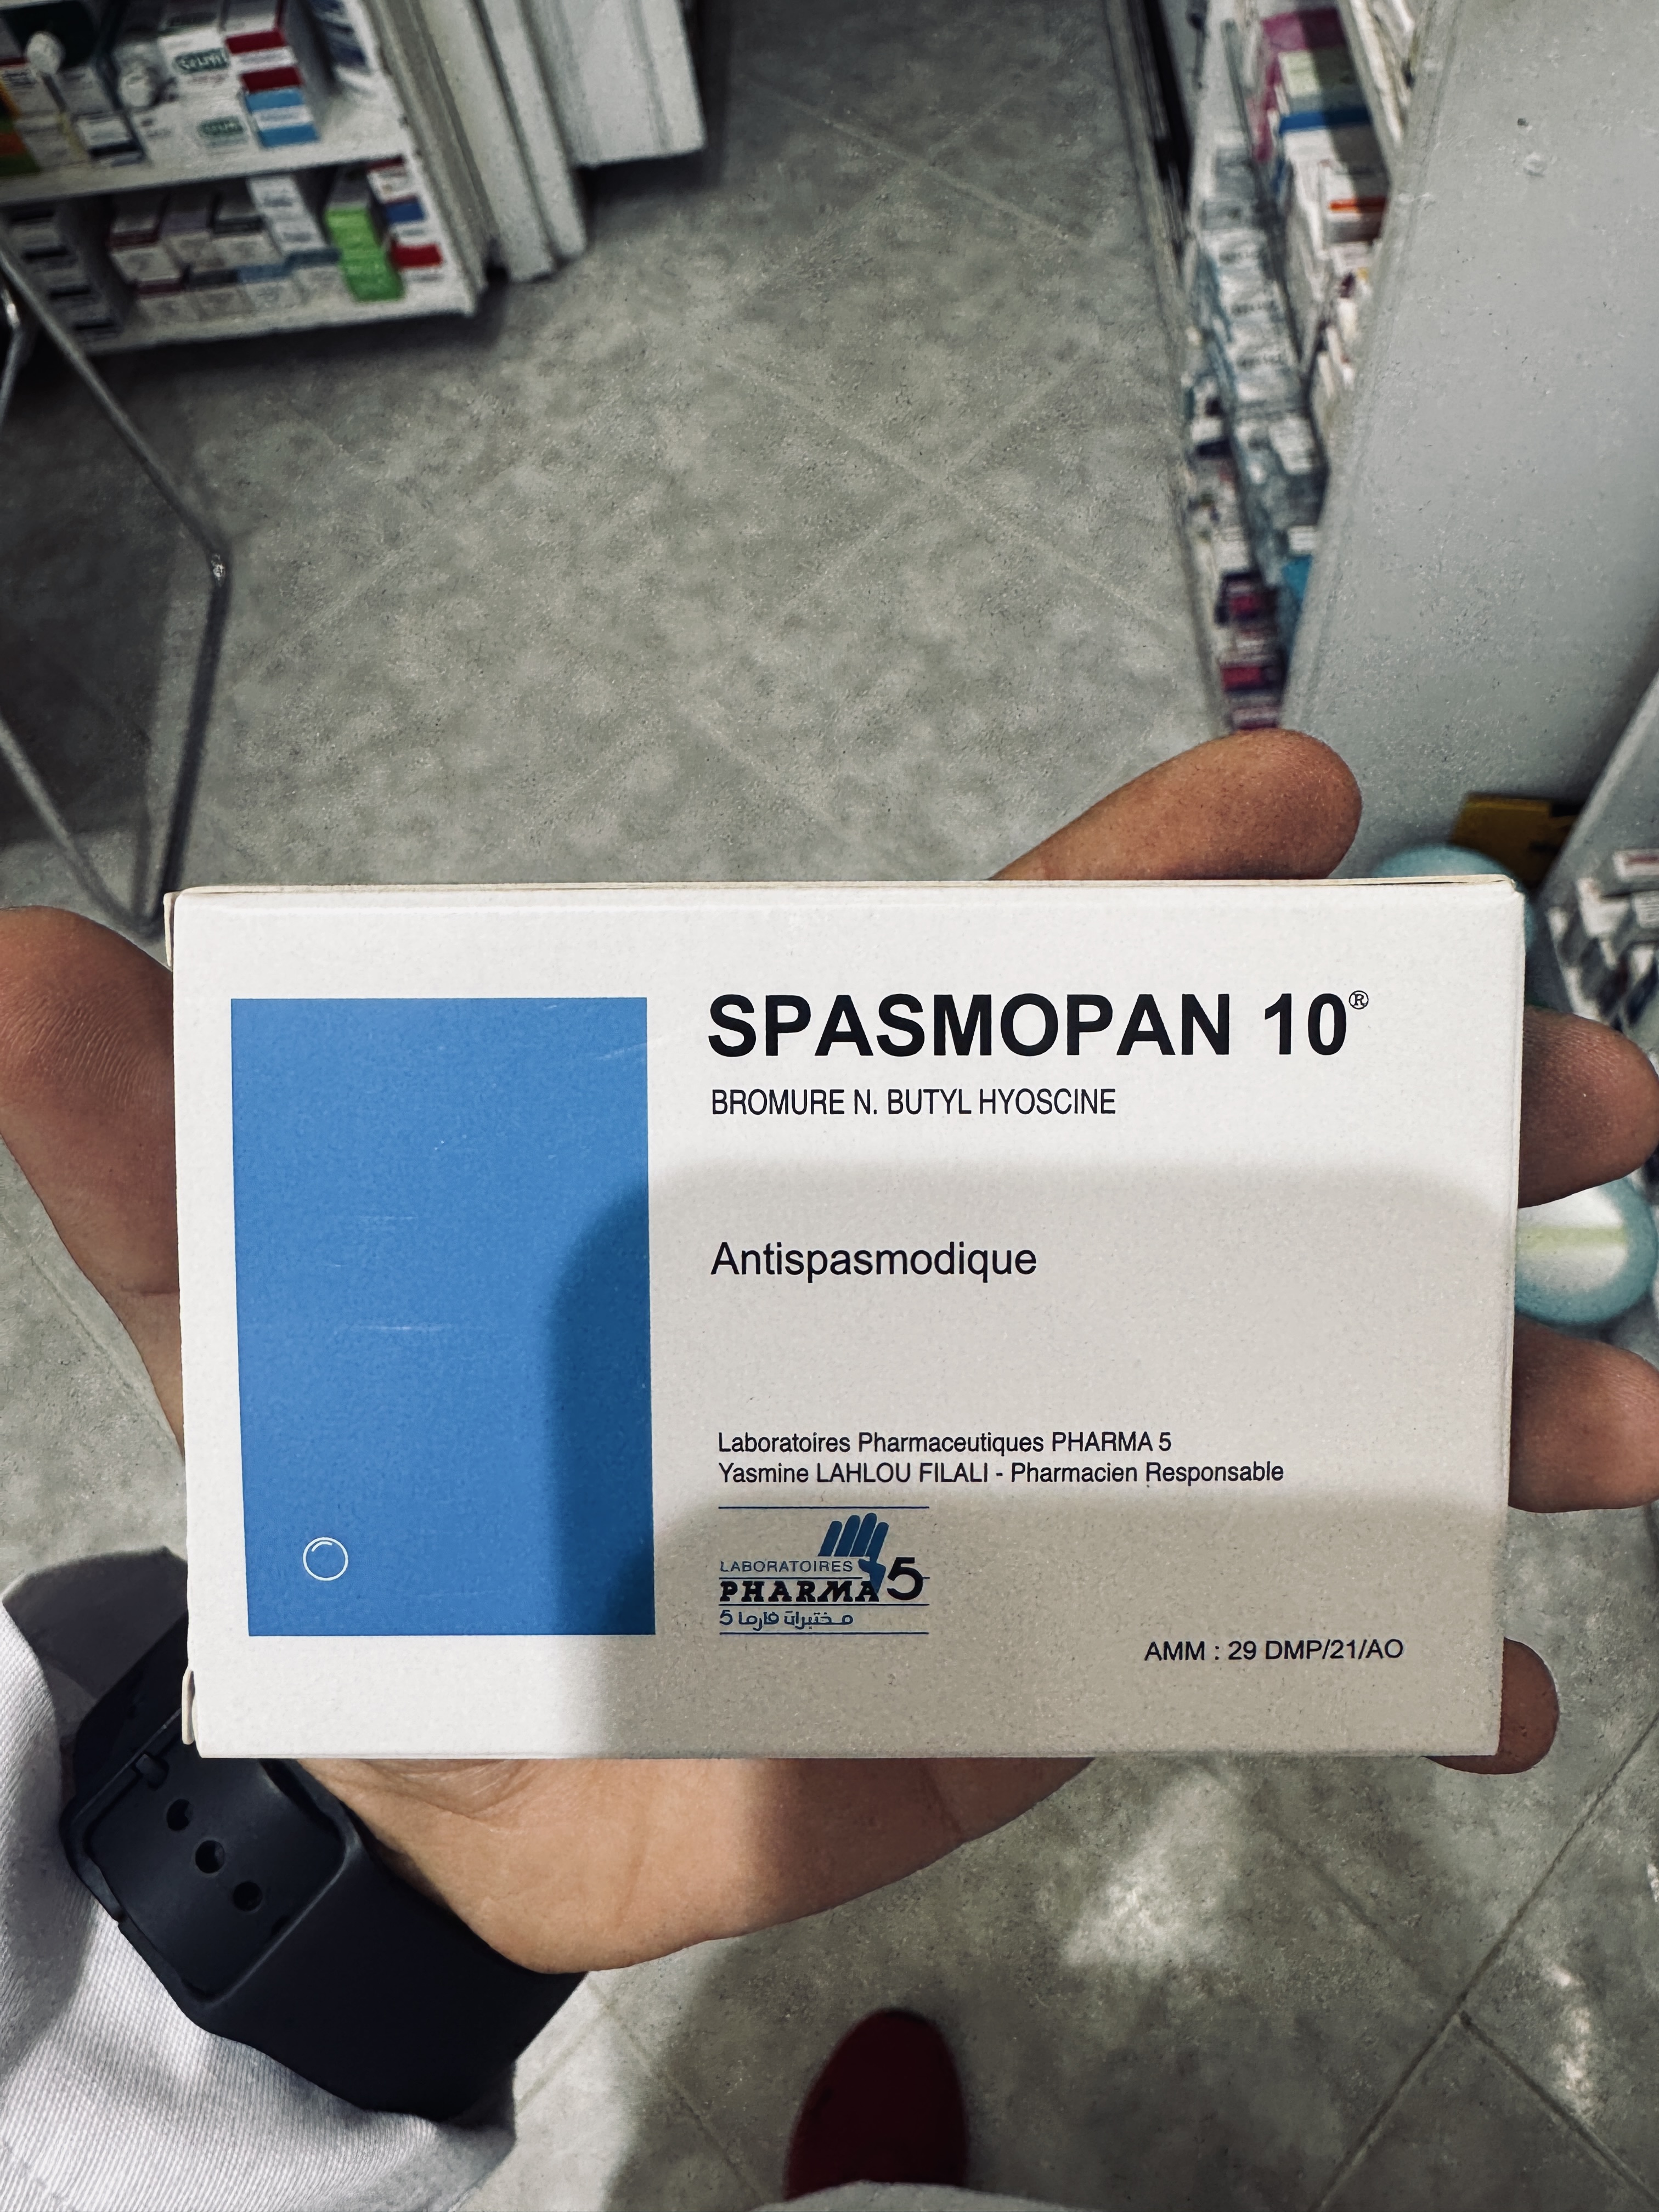 SPASMOPAN 10®
BROMURE N. BUTYL HYOSCINE
Antispasmodique
Laboratoires Pharmaceutiques PHARMA 5
Yasmine LAHLOU FILALI - Pharmacien Responsable
LABORATOIRES
PHARMA 5
مختبرات فارما 5
AMM : 29 DMP/21/AO